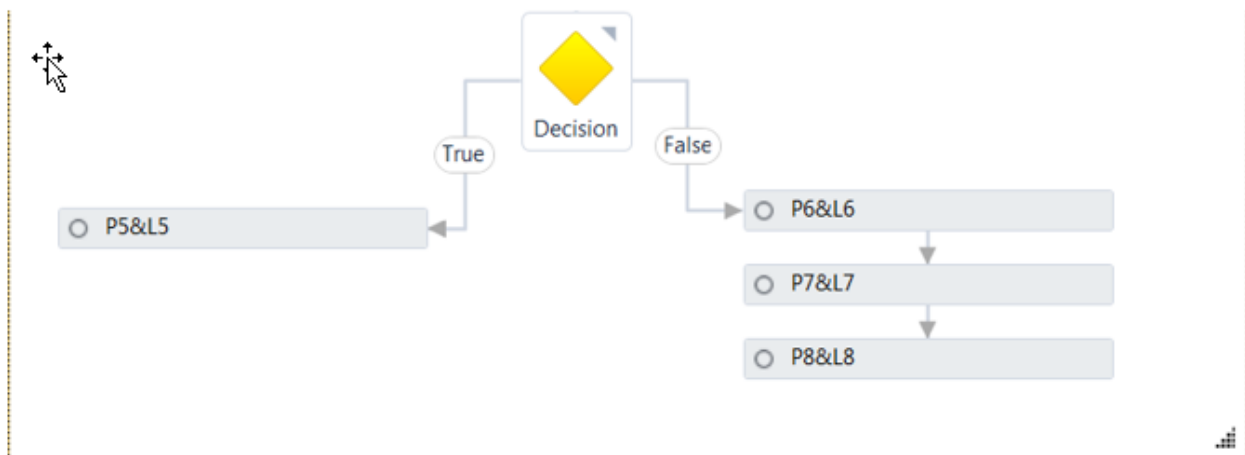 Decision
True
False
P5&L5
P6&L6
P7&L7
P8&L8